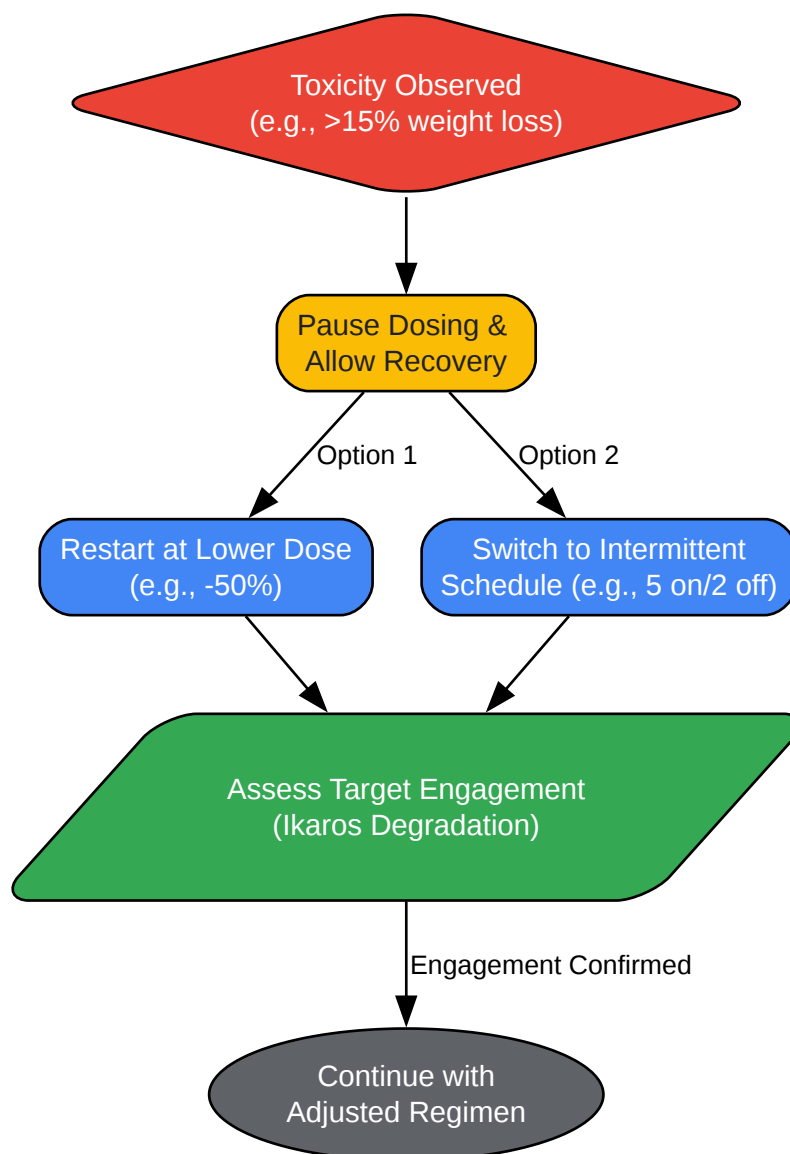 Toxicity Observed
(e.g., >15% weight loss)
Pause Dosing &
Allow Recovery
Option 1
Option 2
Restart at Lower Dose
(e.g., -50%)
Switch to Intermittent
Schedule (e.g., 5 on/2 off)
Assess Target Engagement
(Ikaros Degradation)
Engagement Confirmed
Continue with
Adjusted Regimen